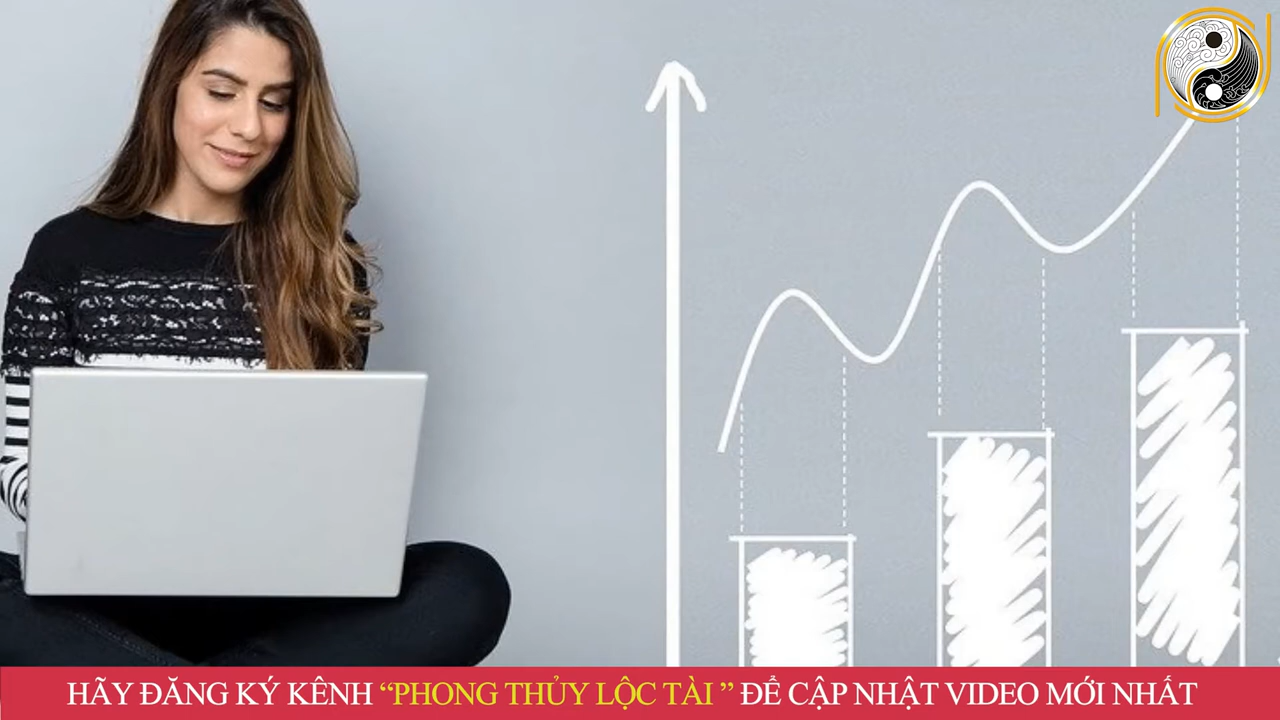 HÃY ĐĂNG KÝ KÊNH “PHONG THỦY LỘC TÀI ” ĐỂ CẬP NHẬT VIDEO MỚI NHẤT